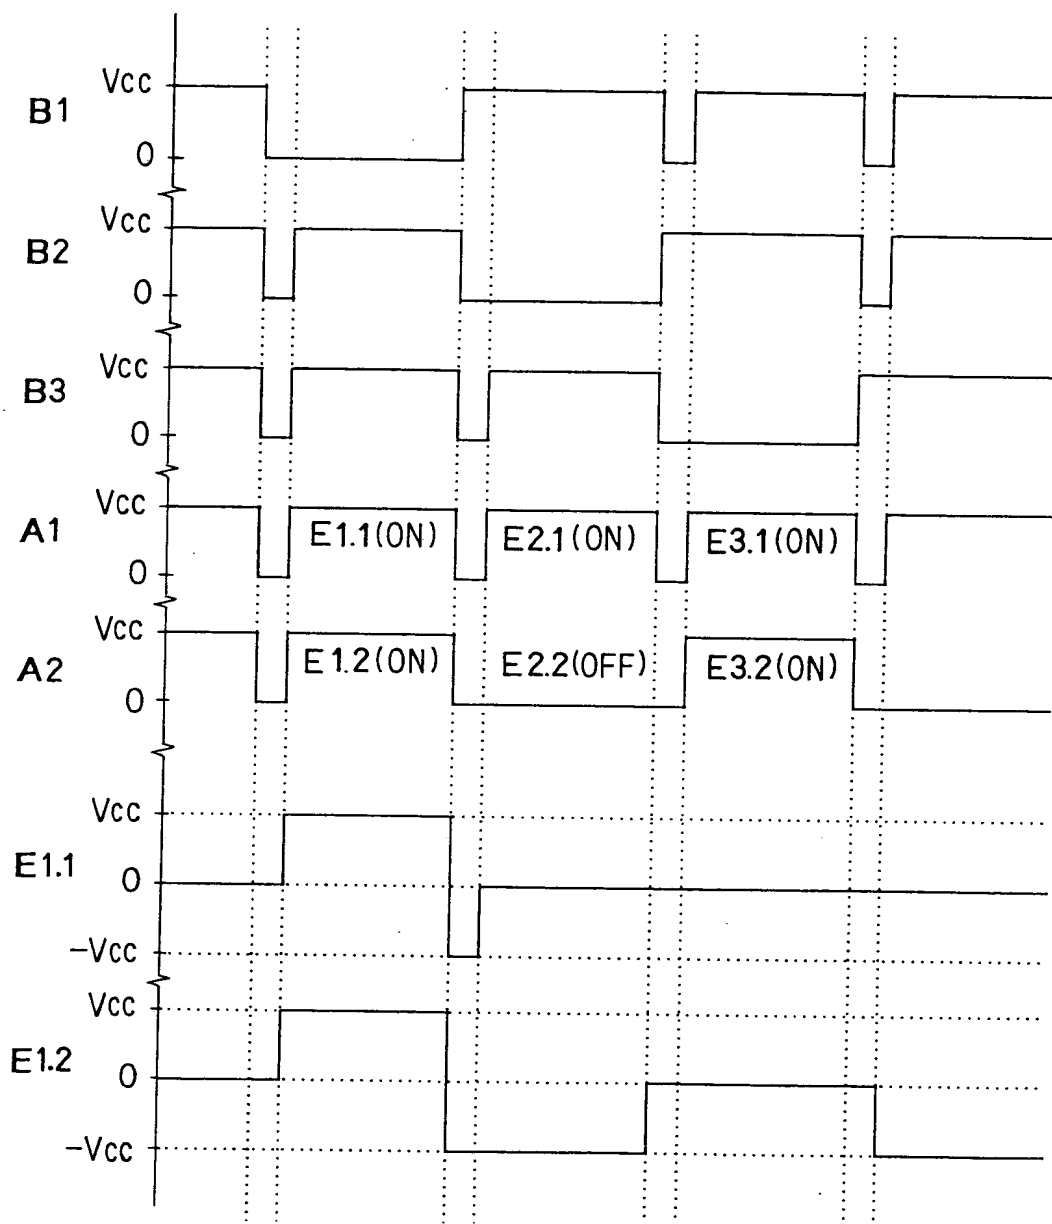 Vcc
B1
0
Vcc
B2
0
Vcc
B3
0
Vcc
A1 E1.1(ON) E2.1(ON) E3.1(ON)
0
Vcc
A2 E1.2(ON) E2.2(OFF) E3.2(ON)
0
Vcc
E1.1
0
-Vcc
Vcc
E1.2
0
-Vcc